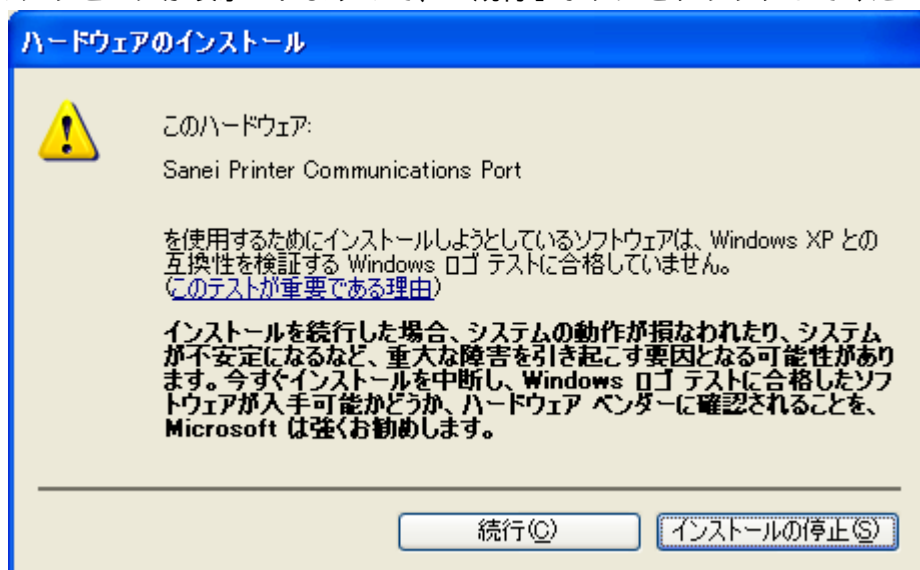 ハードウェアのインストール
このハードウェア:
Sanei Printer Communications Port
を使用するためにインストールしようとしているソフトウェアは、Windows XP との
互換性を検証する Windows ロゴ テストに合格していません。
(このテストが重要である理由)
インストールを続行した場合、システムの動作が損なわれたり、システム
が不安定になるなど、重大な障害を引き起こす要因となる可能性があり
ます。今すぐインストールを中断し、Windows ロゴ テストに合格したソフ
トウェアが入手可能かどうか、ハードウェア ベンダーに確認されることを、
Microsoft は強くお勧めします。
続行(C)
インストールの停止(S)